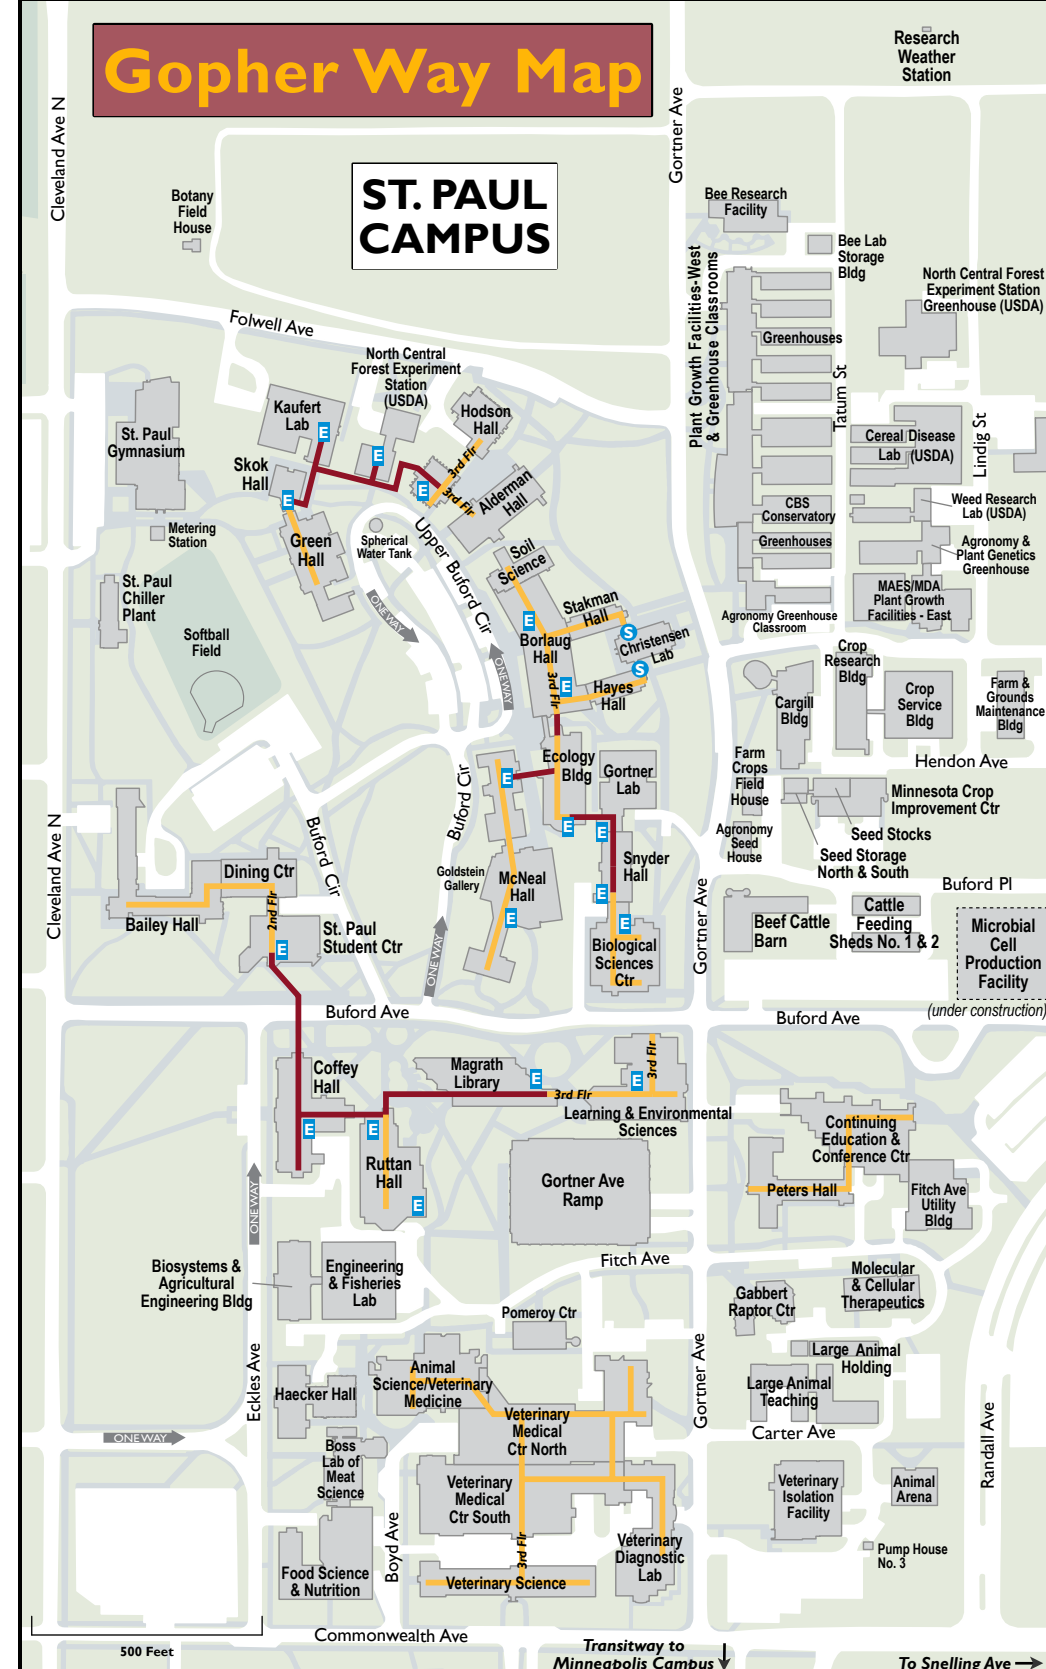 Gopher Way Map
ST. PAUL
CAMPUS
Research
Weather
Station
Cleveland Ave N
Gortner Ave
Botany
Field
House
Bee Research
Facility
Bee Lab
Storage
Bldg
Plant Growth Facilities-West
& Greenhouse Classrooms
North Central Forest
Experiment Station
Greenhouse (USDA)
Folwell Ave
Greenhouses
North Central
Forest Experiment
Station
(USDA)
Tatum St
Lindig St
Kaufert
Lab
E
Hodson
Hall
St. Paul
Gymnasium
E
Cereal Disease
Lab (USDA)
Skok
Hall
E
3rd Flr
E
3rd Flr
Alderman
Hall
CBS
Conservatory
Weed Research
Lab (USDA)
Metering
Station
Green
Hall
Spherical
Water Tank
Upper Buford Cir
Greenhouses
Agronomy &
Plant Genetics
Greenhouse
Soil
Science
St. Paul
Chiller
Plant
MAES/MDA
Plant Growth
Facilities - East
ONE WAY
Stakman
Hall
Agronomy Greenhouse
Classroom
E
S
Softball
Field
Borlaug
Hall
Christensen
Lab
S
ONE WAY
3rd Flr
E
Hayes
Hall
Crop
Research
Bldg
Cargill
Bldg
Crop
Service
Bldg
Farm &
Grounds
Maintenance
Bldg
Hendon Ave
Farm
Crops
Field
House
Ecology
Bldg
Gortner
Lab
E
Buford Cir
Minnesota Crop
Improvement Ctr
Seed Stocks
Cleveland Ave N
Buford Cir
E
E
Agronomy
Seed
House
Seed Storage
North & South
Dining Ctr
Goldstein
Gallery
McNeal
Hall
Snyder
Hall
Gortner Ave
Buford Pl
E
2nd Flr
Bailey Hall
St. Paul
Student Ctr
E
E
E
Beef Cattle
Barn
Cattle
Feeding
Sheds No. 1 & 2
Microbial
Cell
Production
Facility
(under construction)
ONE WAY
Biological
Sciences
Ctr
Buford Ave
Buford Ave
Coffey
Hall
Magrath
Library
E
3rd Flr
E
3rd Flr
Learning & Environmental
Sciences
E
E
Continuing
Education &
Conference Ctr
Ruttan
Hall
E
Gortner Ave
Ramp
Peters Hall
Fitch Ave
Utility
Bldg
ONE WAY
Fitch Ave
Biosystems &
Agricultural
Engineering Bldg
Engineering
& Fisheries
Lab
Molecular
& Cellular
Therapeutics
Gabbert
Raptor Ctr
Pomeroy Ctr
Large Animal
Holding
Eckles Ave
Gortner Ave
Haecker Hall
Animal
Science/Veterinary
Medicine
Large Animal
Teaching
Veterinary
Medical
Ctr North
Carter Ave
Randall Ave
ONE WAY
Boss
Lab of
Meat
Science
Veterinary
Medical
Ctr South
Veterinary
Isolation
Facility
Animal
Arena
Boyd Ave
3rd Flr
Veterinary
Diagnostic
Lab
Pump House
No. 3
Food Science
& Nutrition
Veterinary Science
Commonwealth Ave
500 Feet
Transitway to
Minneapolis Campus
To Snelling Ave